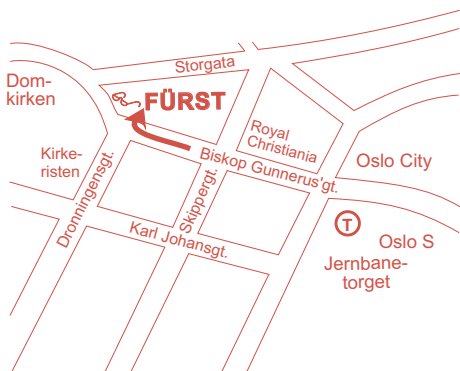 Storgata
Dom-
kirken
FÜRST
Royal
Christiania
Kirke-
risten
Biskop Gunnerus'gt.
Oslo City
Dronningensgt.
Skippergt.
Karl Johansgt.
T
Oslo S
Jernbane-
torget